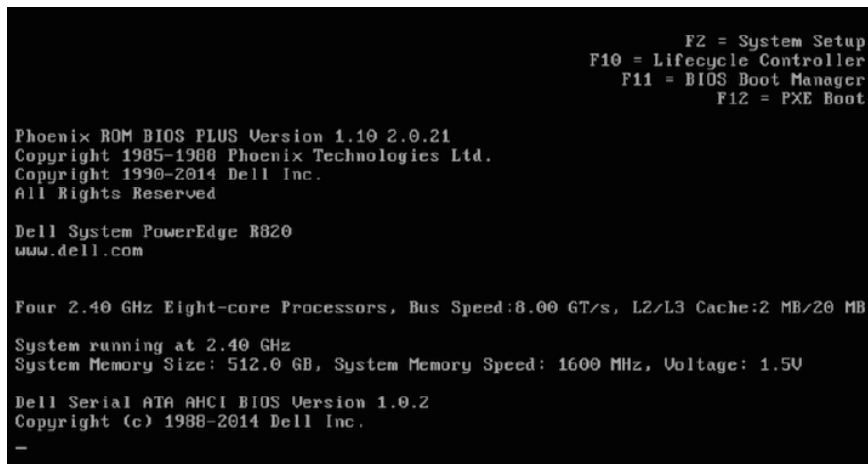 F2 = System Setup
F10 = Lifecycle Controller
F11 = BIOS Boot Manager
F12 = PXE Boot
Phoenix ROM BIOS PLUS Version 1.10 2.0.21
Copyright 1985-1988 Phoenix Technologies Ltd.
Copyright 1990-2014 Dell Inc.
All Rights Reserved
Dell System PowerEdge R820
www.dell.com
Four 2.40 GHz Eight-core Processors, Bus Speed:8.00 GT/s, L2/L3 Cache:2 MB/20 MB
System running at 2.40 GHz
System Memory Size: 512.0 GB, System Memory Speed: 1600 MHz, Voltage: 1.5V
Dell Serial ATA AHCI BIOS Version 1.0.2
Copyright (c) 1988-2014 Dell Inc.